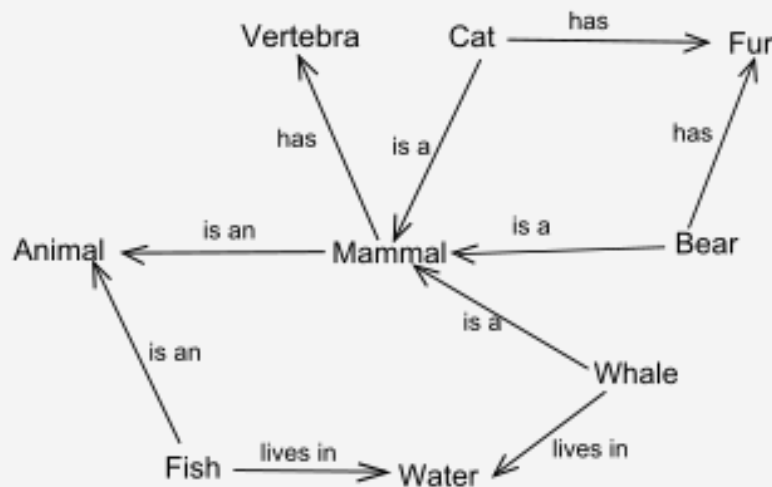 Vertebra
Cat
has
Fur
has
is a
has
Animal
is an
Mammal
is a
Bear
is an
is a
Whale
Fish
lives in
Water
lives in